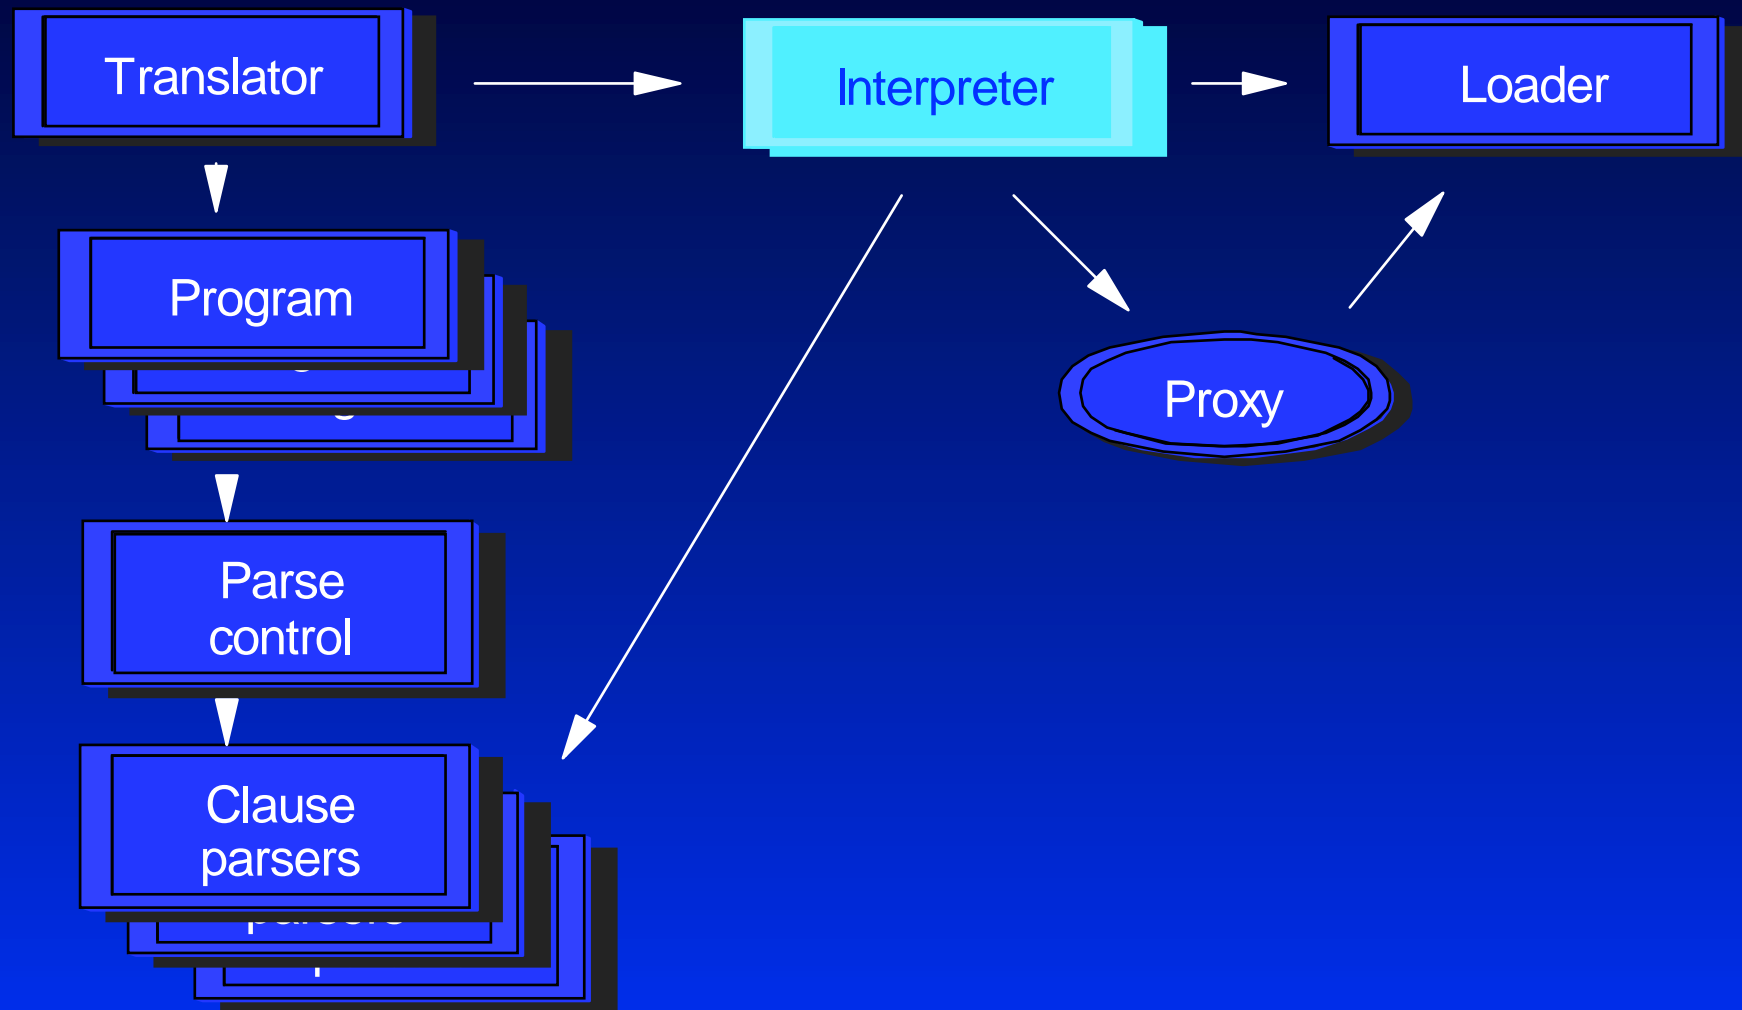 Translator
Interpreter
Loader
Program
Proxy
Parse
control
Clause
parsers